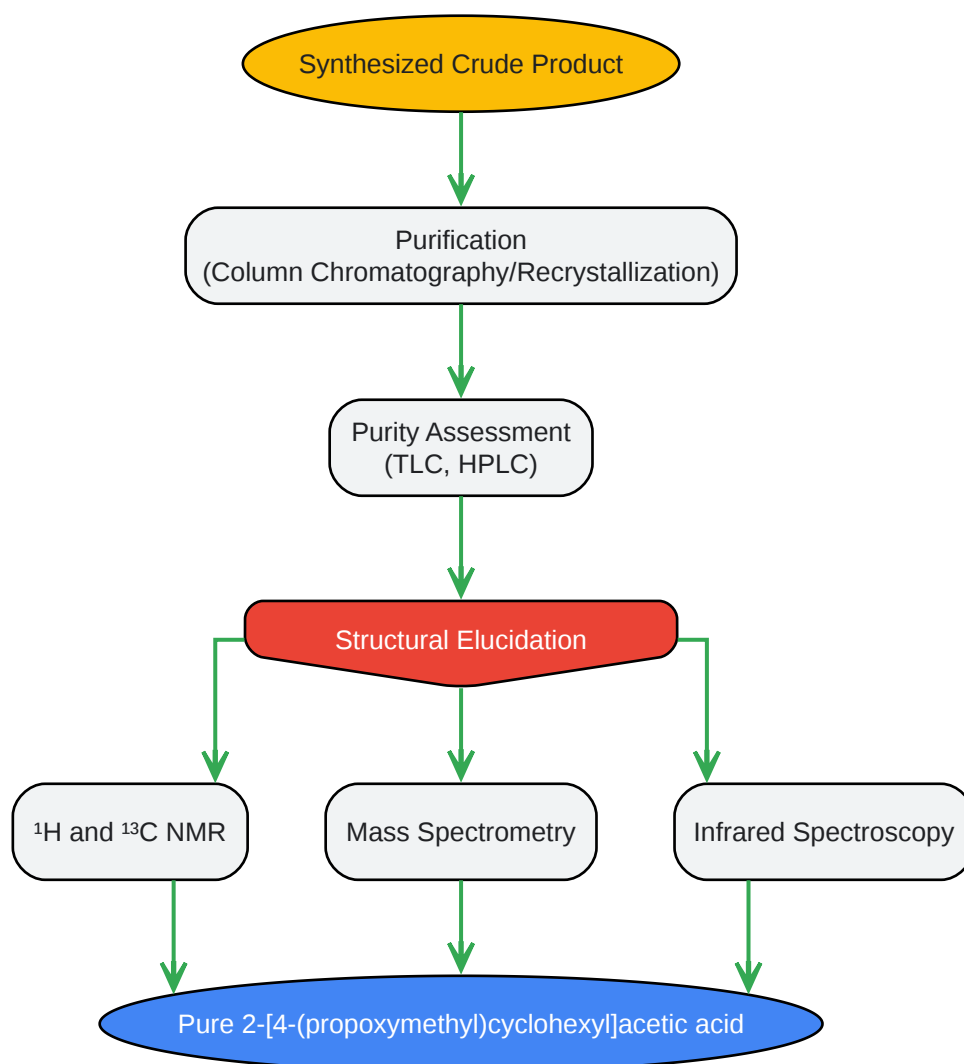 Synthesized Crude Product
Purification
(Column Chromatography/Recrystallization)
Purity Assessment
(TLC, HPLC)
Structural Elucidation
¹H and ¹³C NMR
Mass Spectrometry
Infrared Spectroscopy
Pure 2-[4-(propoxymethyl)cyclohexyl]acetic acid